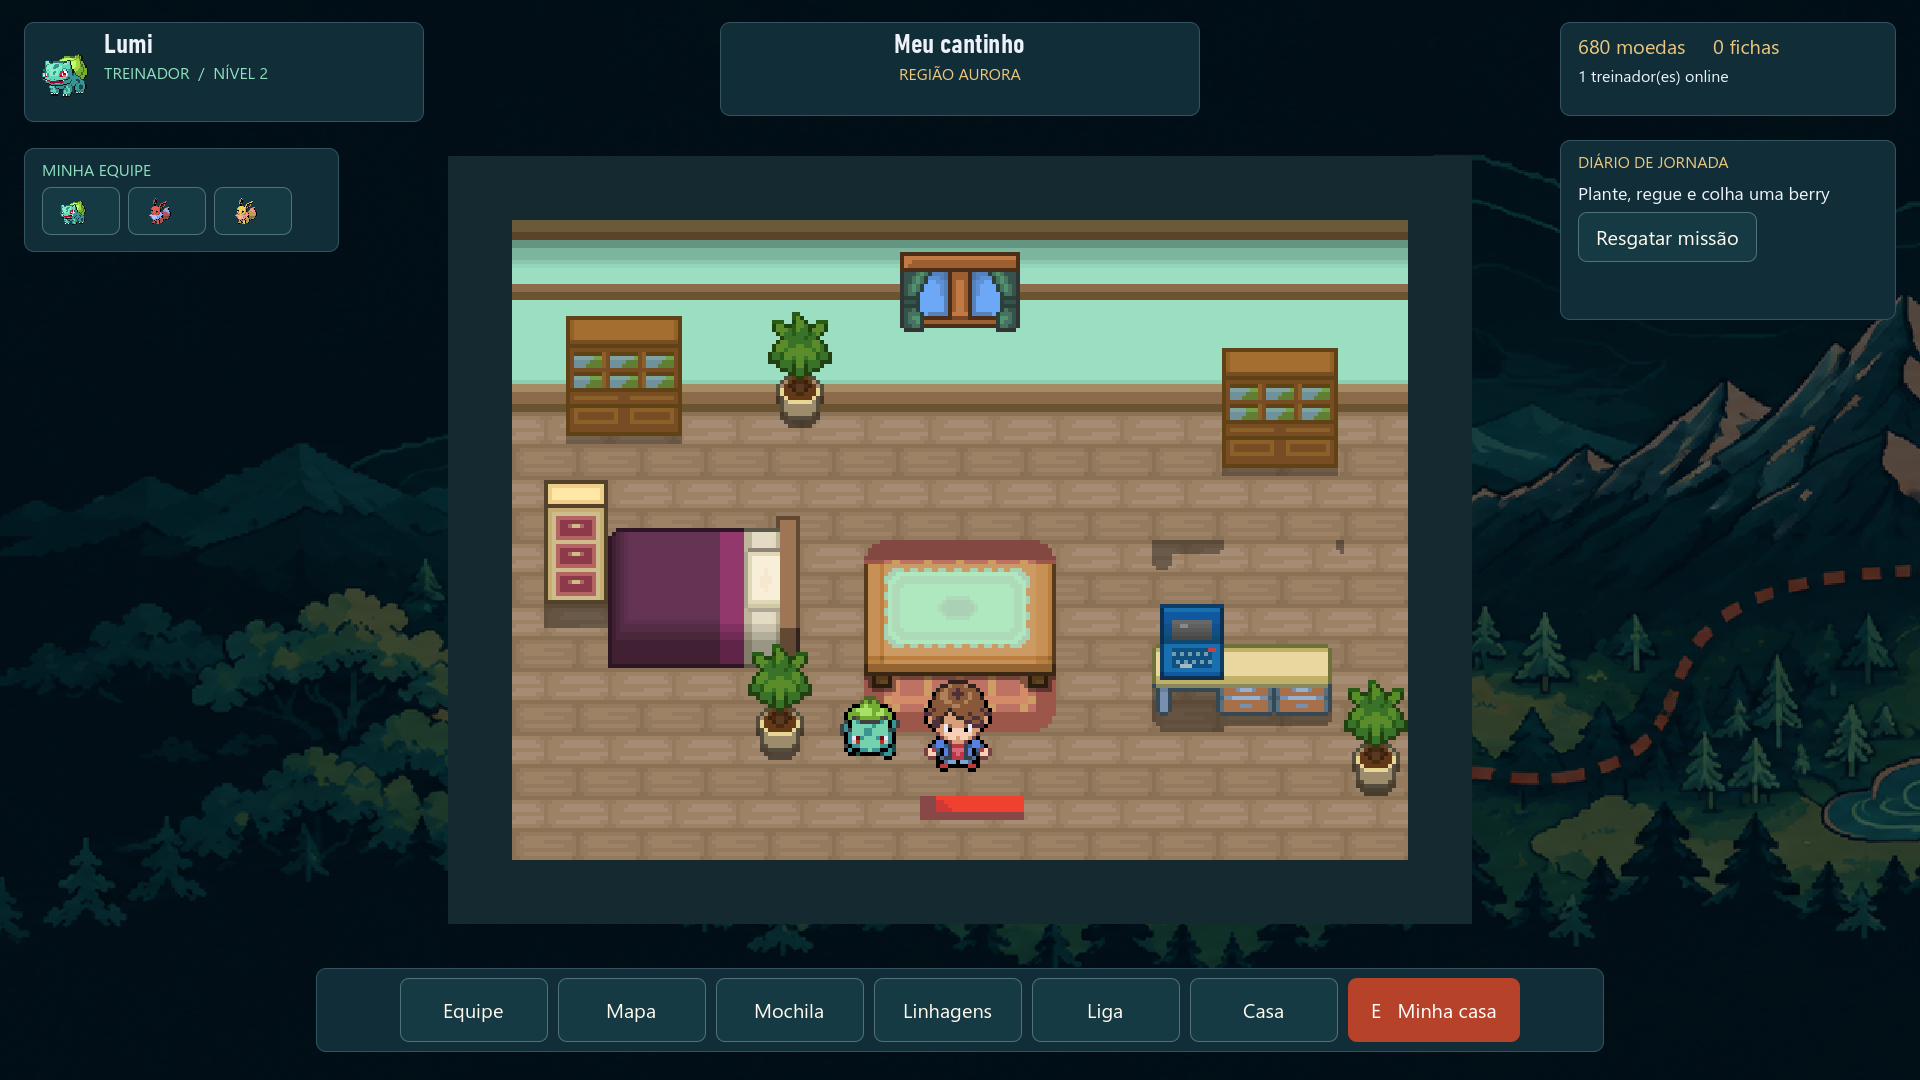 Lumi
TREINADOR / NÍVEL 2
Meu cantinho
REGIÃO AURORA
680 moedas 0 fichas
1 treinador(es) online
MINHA EQUIPE
DIÁRIO DE JORNADA
Plante, regue e colha uma berry
Resgatar missão
Equipe
Mapa
Mochila
Linhagens
Liga
Casa
E Minha casa